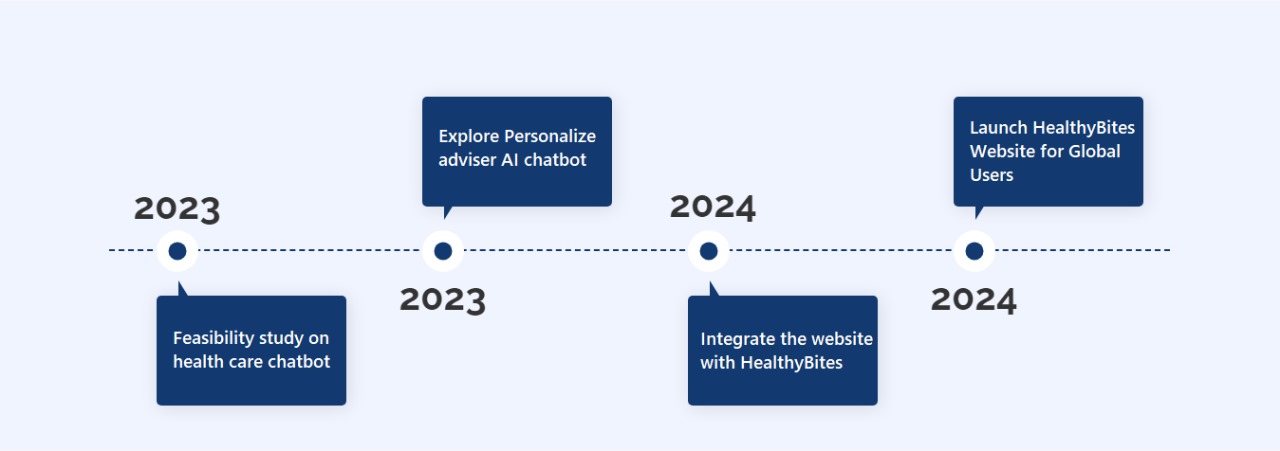 2023
Feasibility study on
health care chatbot
Explore Personalize
adviser AI chatbot
2023
2024
Integrate the website
with HealthyBites
Launch HealthyBites
Website for Global
Users
2024